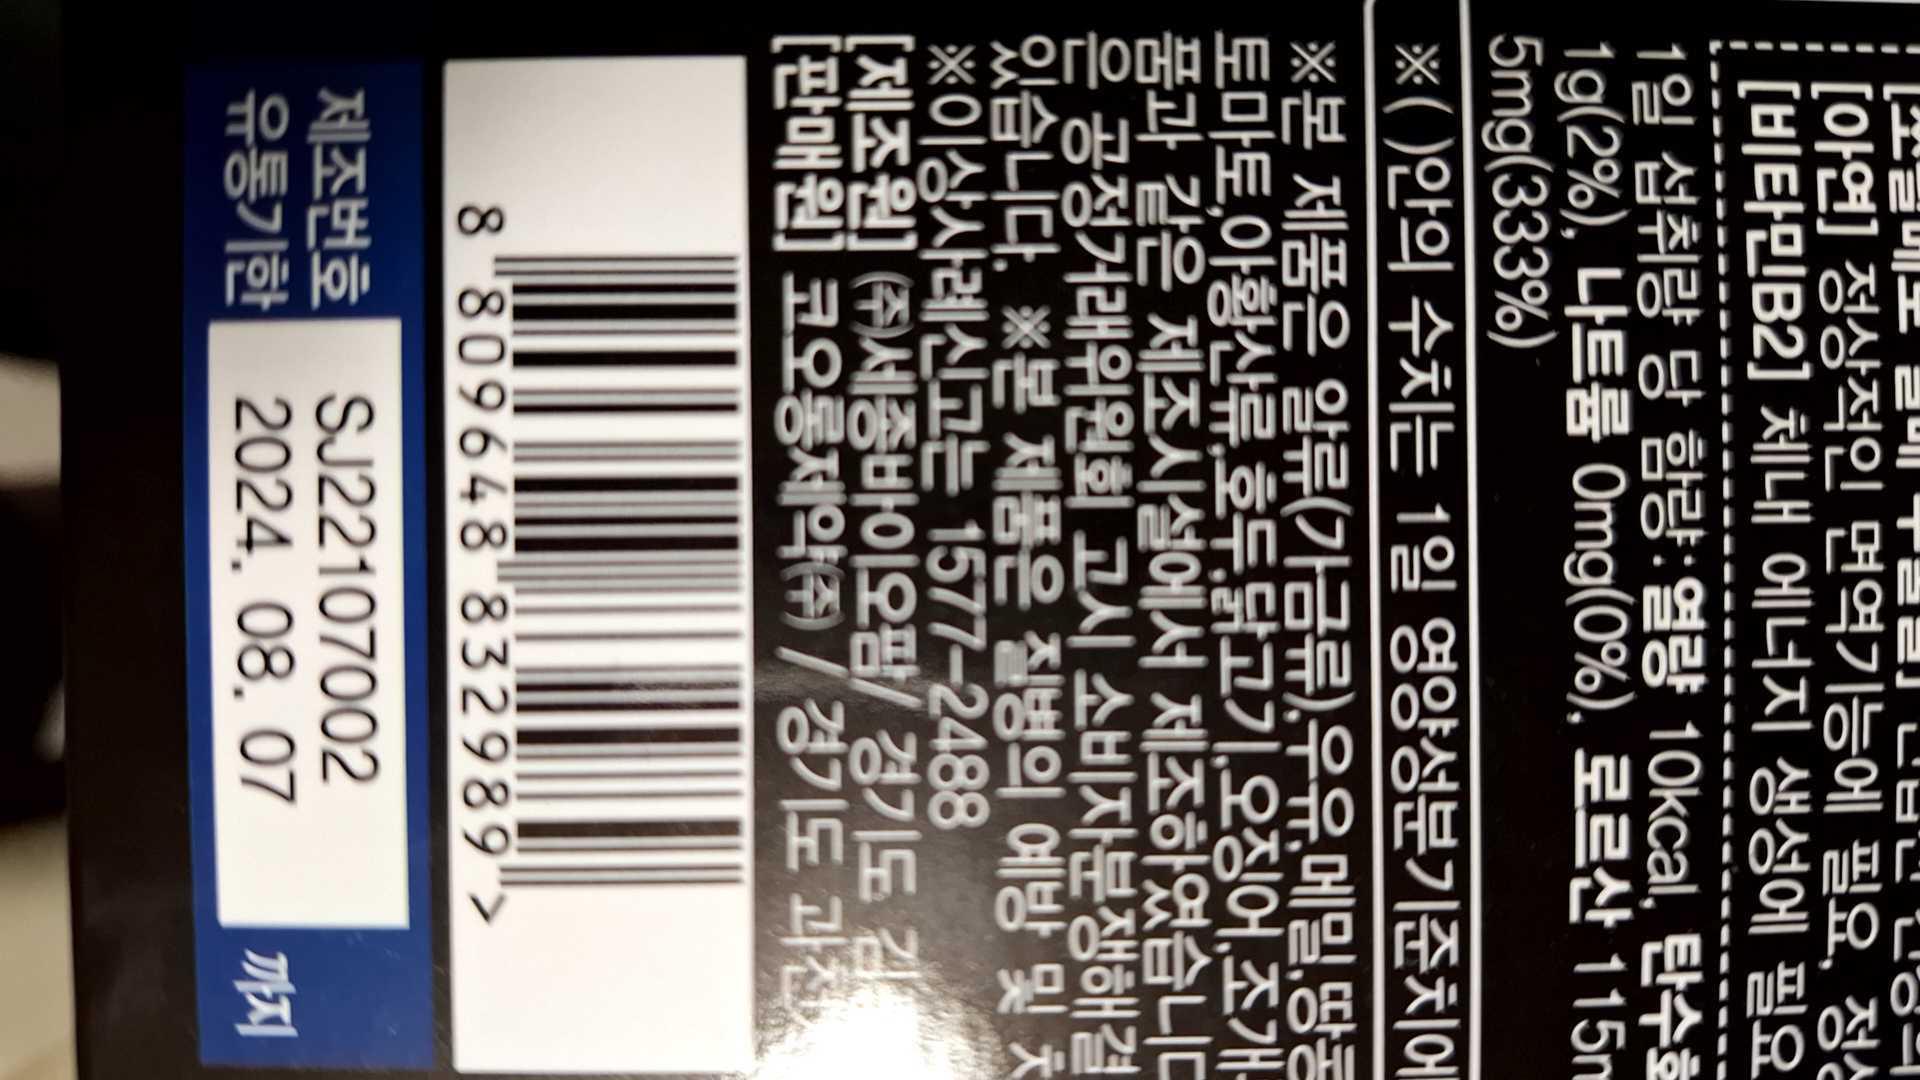 [아연] 정상적인 면역기능에 필요, 정상
[비타민B2] 체내 에너지 생성에 필요
1일 섭취량 당 함량: 열량 10kcal, 탄수화
1g(2%), 나트륨 0mg(0%), 로르산 115m
5mg(333%)
※( )안의 수치는 1일 영양성분기준치에
※본 제품은 알류(가금류),우유,메밀,땅콩
토마토,아황산류,호두,닭고기,오징어,조개
품과 같은 제조시설에서 제조하였습니다
은 공정거래위원회 고시 소비자분쟁해결
있습니다. ※본 제품은 질병의 예방 및 치
※이상사례신고는 1577-2488
[제조원] ㈜세종바이오팜 / 경기도 김
[판매원] 코오롱제약㈜ / 경기도 과천
8 809648 832989 >
제조번호 SJ22107002
유통기한 2024. 08. 07 까지